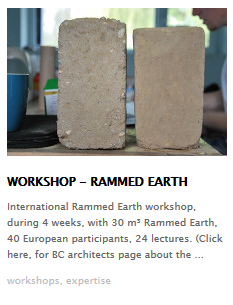 WORKSHOP – RAMMED EARTH
International Rammed Earth workshop,
during 4 weeks, with 30 m³ Rammed Earth,
40 European participants, 24 lectures. (Click
here, for BC architects page about the ...
workshops, expertise